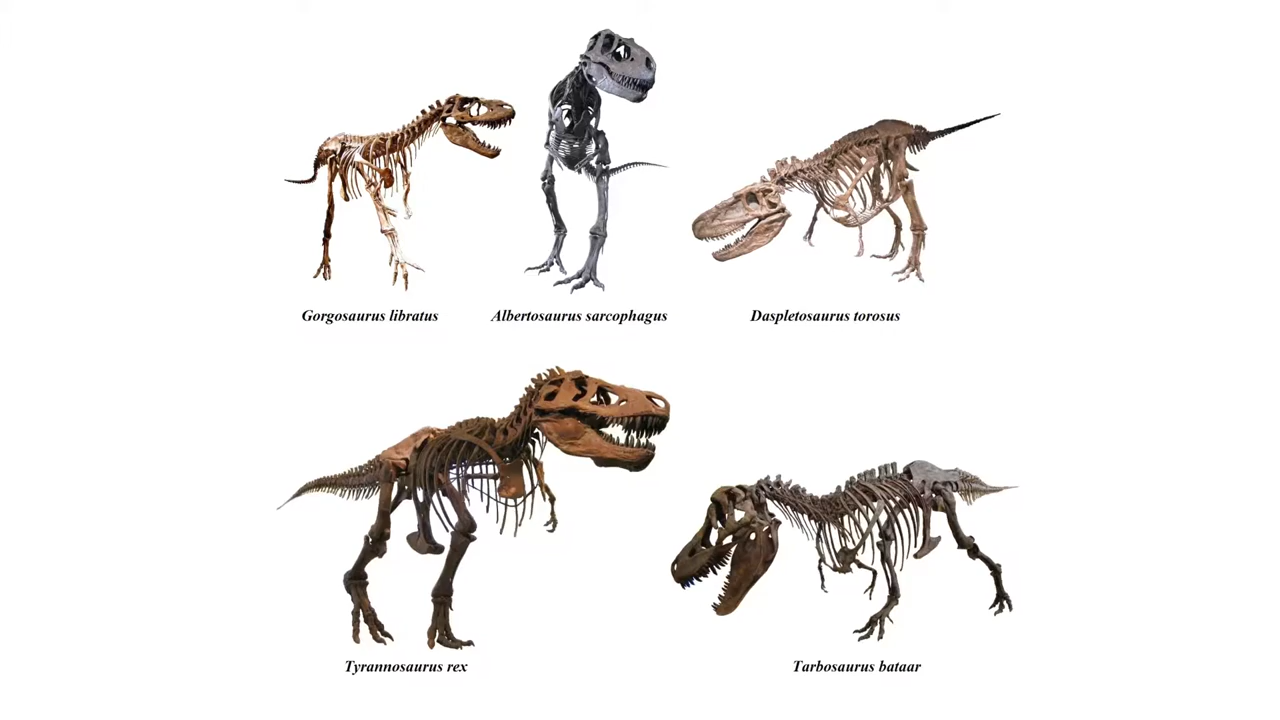 Gorgosaurus libratus
Albertosaurus sarcophagus
Daspletosaurus torosus
Tyrannosaurus rex
Tarbosaurus bataar